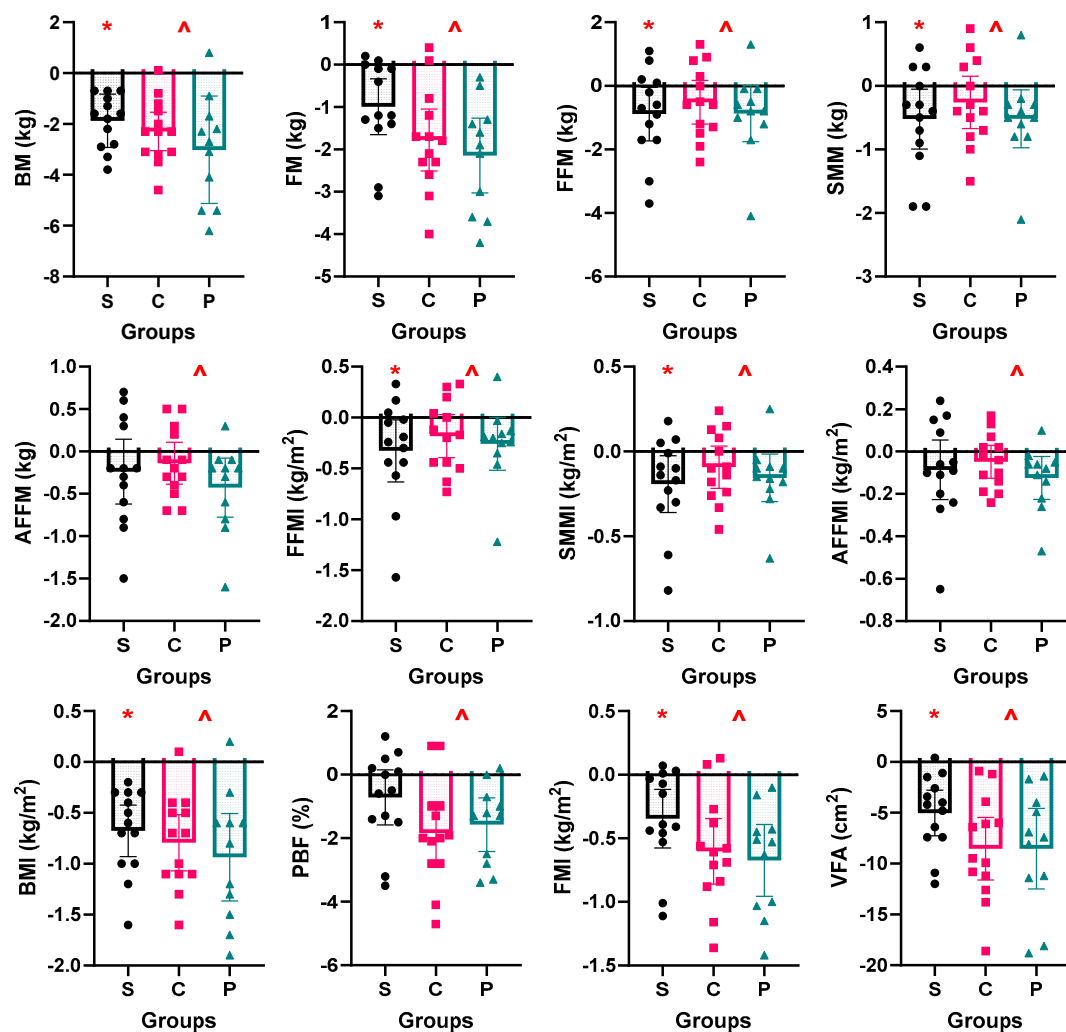 * ^
BM (kg)
2
0
-2
-4
-6
-8
S C P
Groups
* ^
FM (kg)
1
0
-1
-2
-3
-4
-5
S C P
Groups
* ^
FFM (kg)
2
0
-2
-4
-6
S C P
Groups
* ^
SMM (kg)
1
0
-1
-2
-3
S C P
Groups
^
AFFM (kg)
1.0
0.5
0.0
-0.5
-1.0
-1.5
-2.0
S C P
Groups
* ^
FFMI (kg/m²)
0.5
0.0
-0.5
-1.0
-1.5
-2.0
S C P
Groups
* ^
SMMI (kg/m²)
0.5
0.0
-0.5
-1.0
S C P
Groups
^
AFFMI (kg/m²)
0.4
0.2
0.0
-0.2
-0.4
-0.6
-0.8
S C P
Groups
* ^
BMI (kg/m²)
0.5
0.0
-0.5
-1.0
-1.5
-2.0
S C P
Groups
^
PBF (%)
2
0
-2
-4
-6
S C P
Groups
* ^
FMI (kg/m²)
0.5
0.0
-0.5
-1.0
-1.5
S C P
Groups
* ^
VFA (cm²)
5
0
-5
-10
-15
-20
S C P
Groups